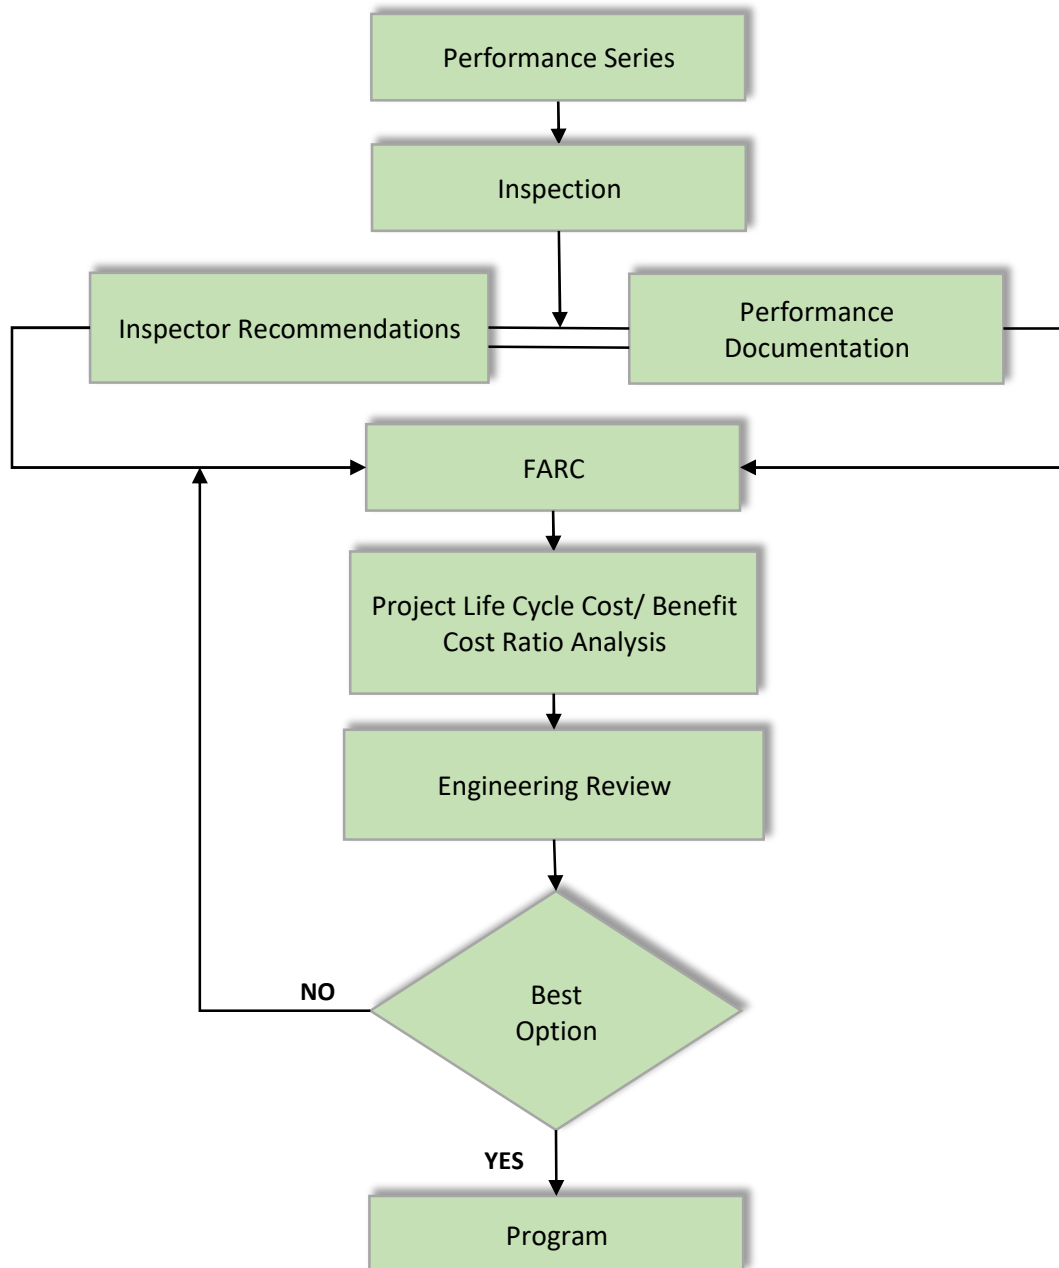 Performance Series
Inspection
Inspector Recommendations
Performance
Documentation
FARC
Project Life Cycle Cost/ Benefit
Cost Ratio Analysis
Engineering Review
Best
Option
NO
YES
Program